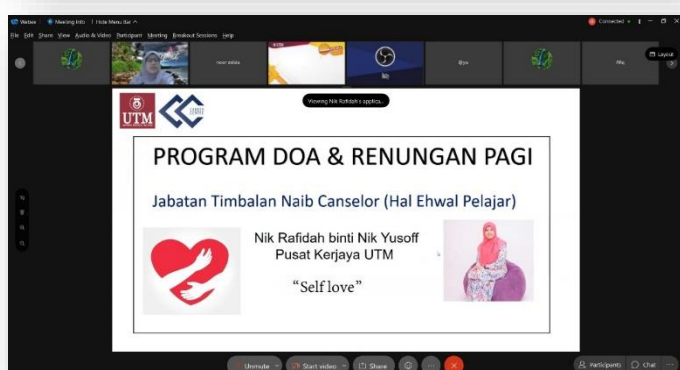 Webex
Meeting Info
Hide Menu Bar
Connected
File Edit Share View Audio & Video Participant Meeting Breakout Sessions Help
Layout
Viewing Nik Rafidah's applica...
UTM
PROGRAM DOA & RENUNGAN PAGI
Jabatan Timbalan Naib Canselor (Hal Ehwal Pelajar)
Nik Rafidah binti Nik Yusoff
Pusat Kerjaya UTM
“Self love”
Unmute
Start video
Share
Participants
Chat